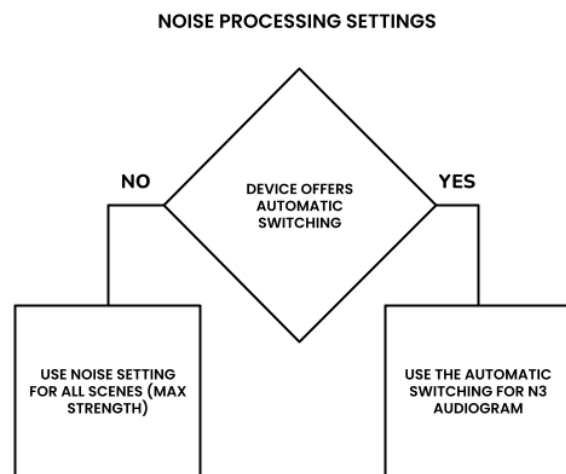 NOISE PROCESSING SETTINGS
NO
YES
DEVICE OFFERS
AUTOMATIC
SWITCHING
USE NOISE SETTING
FOR ALL SCENES (MAX
STRENGTH)
USE THE AUTOMATIC
SWITCHING FOR N3
AUDIOGRAM